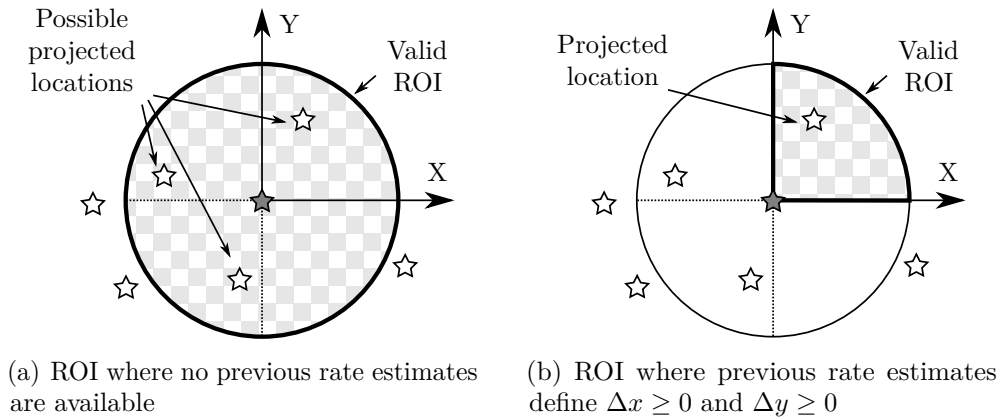 Possible
projected
locations
Y
Valid
ROI
X
(a) ROI where no previous rate estimates
are available
Projected
location
Y
Valid
ROI
X
(b) ROI where previous rate estimates
define Δx ≥ 0 and Δy ≥ 0